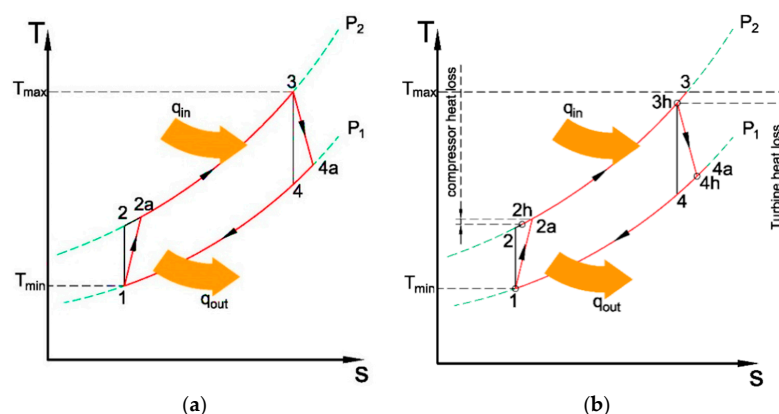 T
P2
Tmax
3
qin
P1
4a
4
2
2a
Tmin
1
qout
S
(a)
T
P2
compressor heat loss
Tmax
3
3h
qin
P1
Turbine heat loss
4a
4h
4
2h
2a
2
Tmin
1
qout
S
(b)